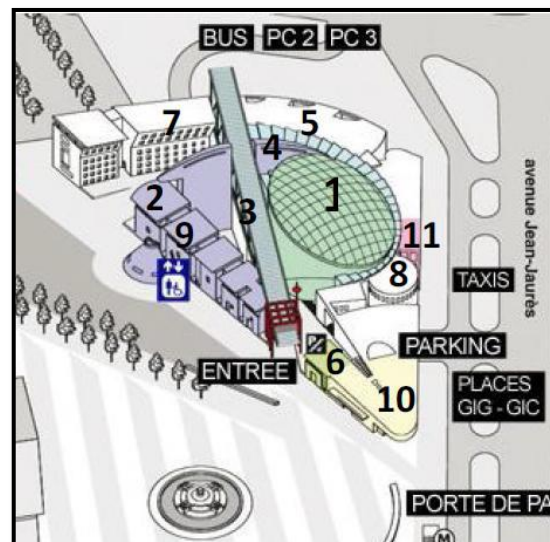 BUS PC 2 PC 3
7
5
4
1
2
3
9
11
8
avenue Jean-Jaurès
TAXIS
ENTREE
6
PARKING
10
PLACES
GIG - GIC
PORTE DE PA
M